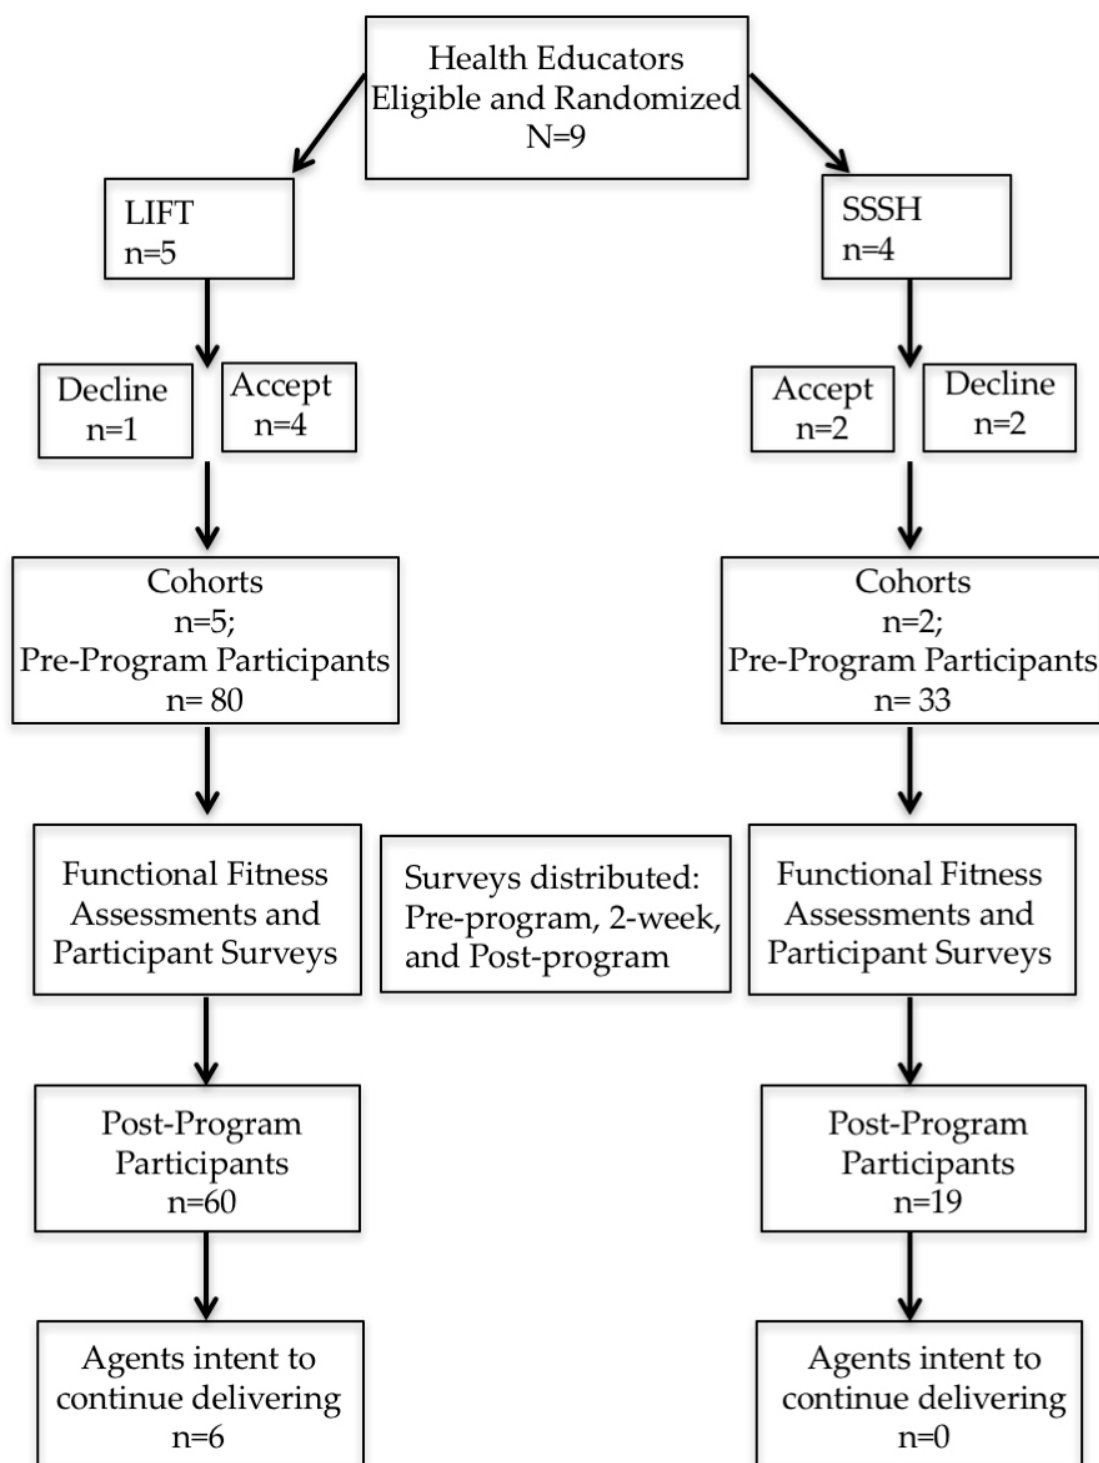 Health Educators
Eligible and Randomized
N=9
LIFT
n=5
SSSH
n=4
Decline
n=1
Accept
n=4
Accept
n=2
Decline
n=2
Cohorts
n=5;
Pre-Program Participants
n= 80
Cohorts
n=2;
Pre-Program Participants
n= 33
Functional Fitness
Assessments and
Participant Surveys
Surveys distributed:
Pre-program, 2-week,
and Post-program
Functional Fitness
Assessments and
Participant Surveys
Post-Program
Participants
n=60
Post-Program
Participants
n=19
Agents intent to
continue delivering
n=6
Agents intent to
continue delivering
n=0